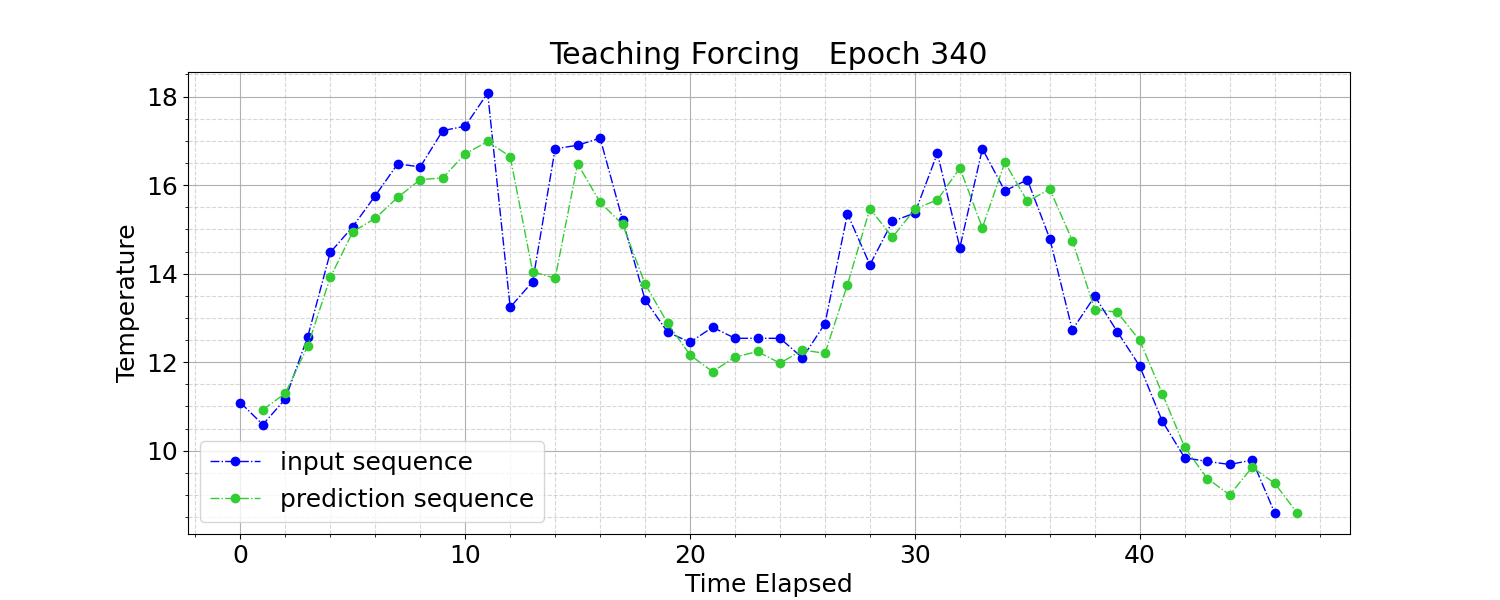 Teaching Forcing   Epoch 340
18
16
14
12
10
Temperature
input sequence
prediction sequence
0 10 20 30 40
Time Elapsed